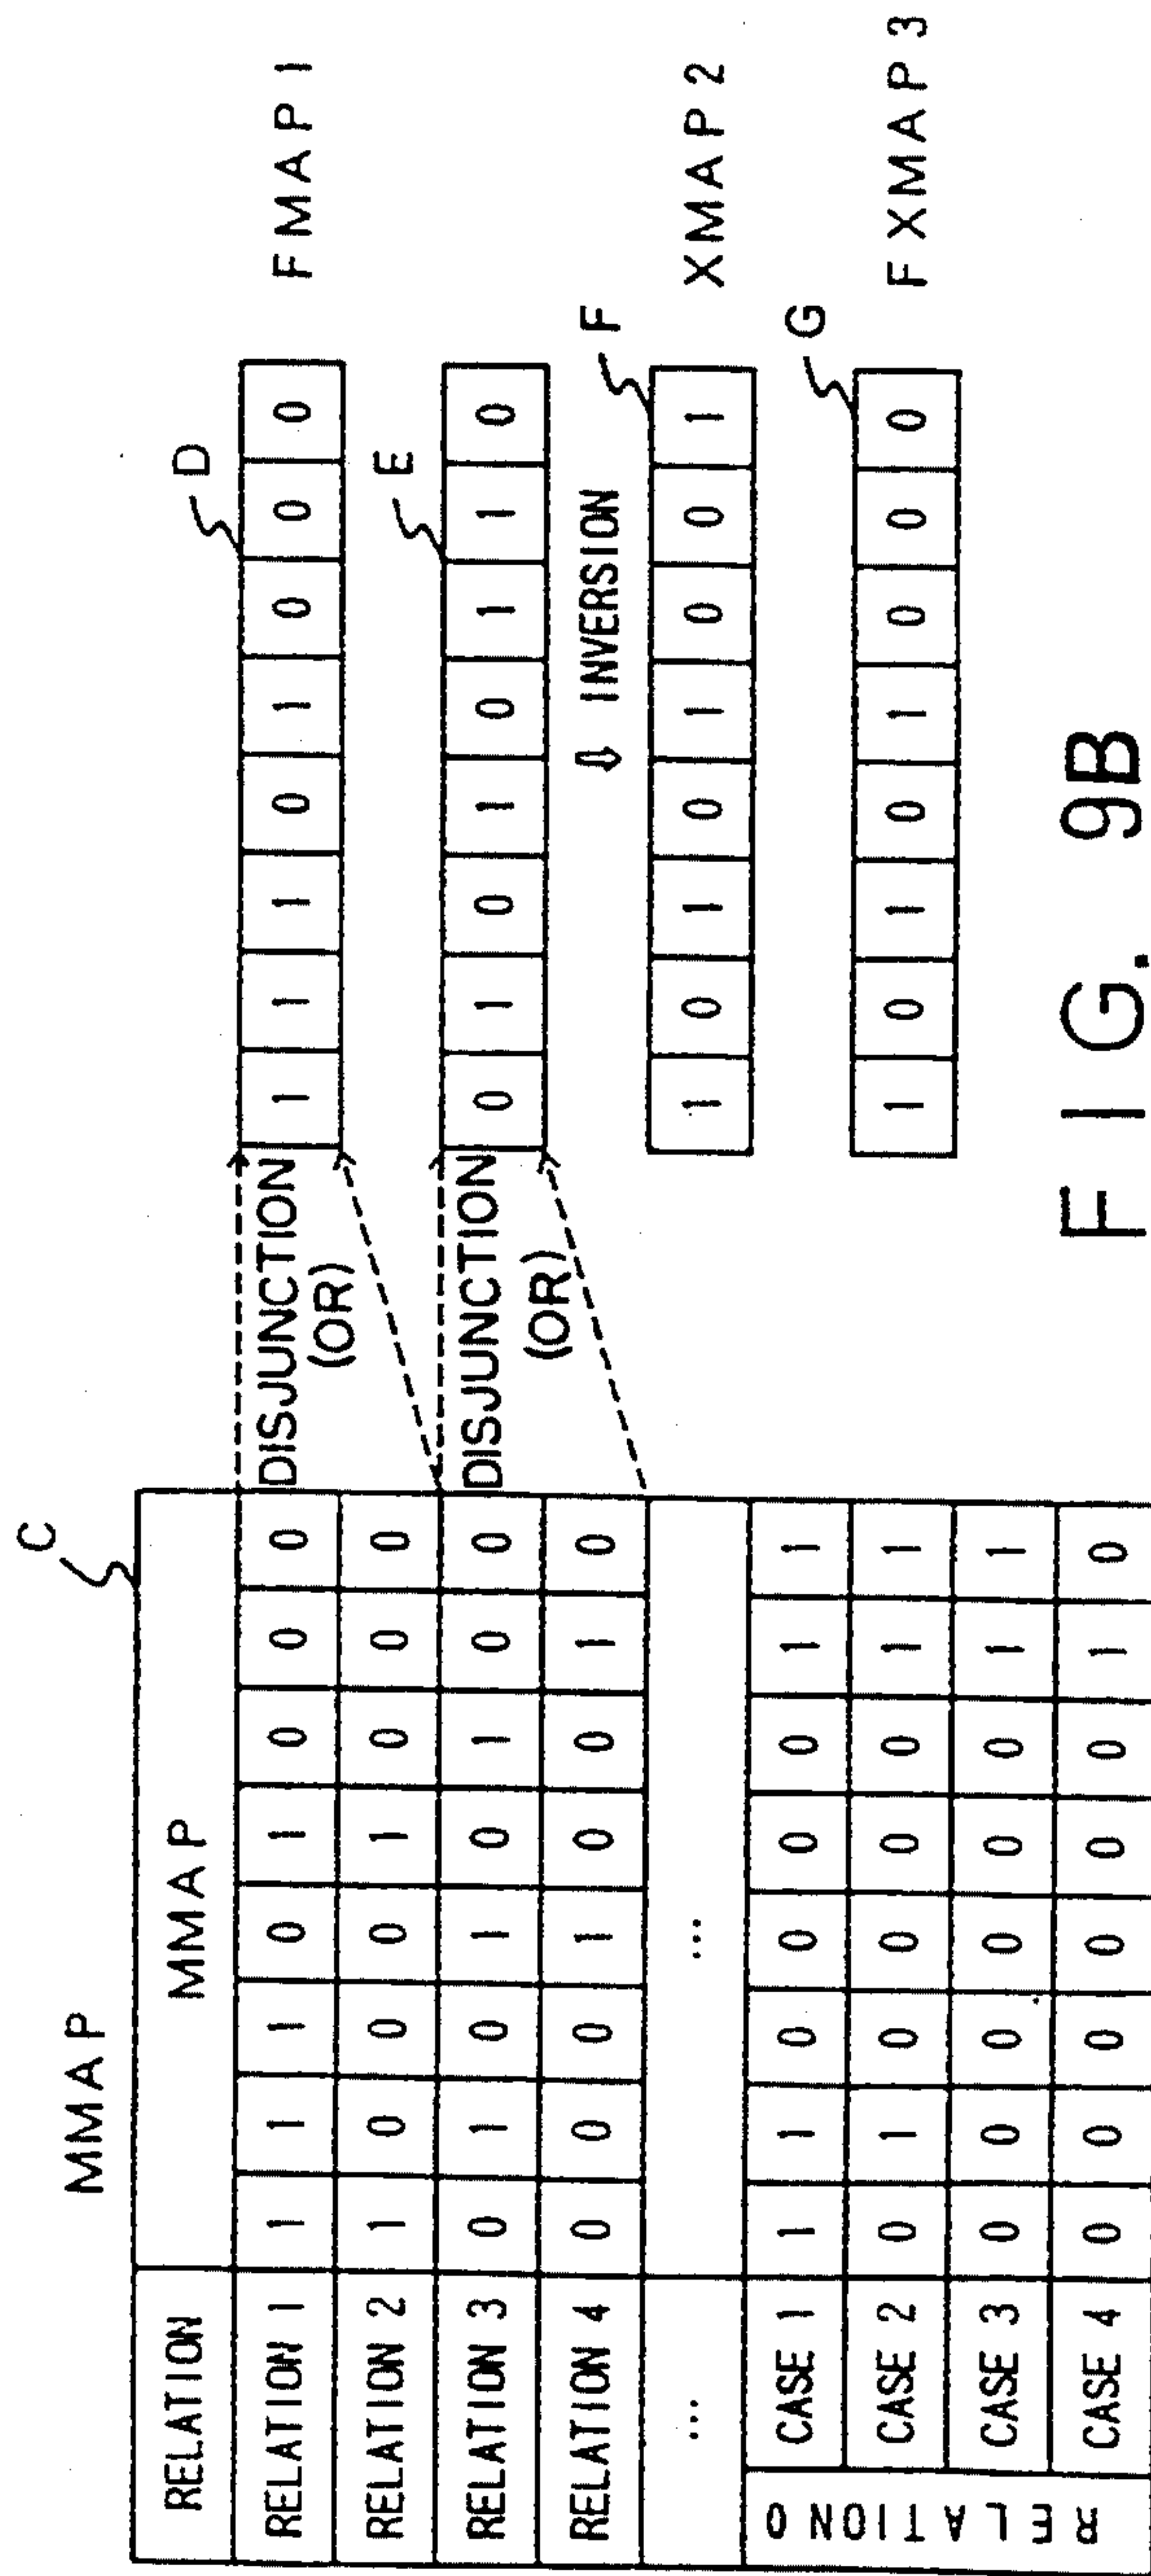 MMAP
C
RELATION MMAP
RELATION 1 1 1 1 0 1 0 0 0
RELATION 2 1 0 0 0 1 0 0 0
RELATION 3 0 1 0 1 0 1 0 0
RELATION 4 0 0 0 1 0 0 1 0
... ...
RELATION 0
CASE 1 1 1 0 0 0 0 1 1
CASE 2 0 1 0 0 0 0 1 1
CASE 3 0 0 0 0 0 0 1 1
CASE 4 0 0 0 0 0 0 1 0
DISJUNCTION
(OR)
D
1 1 1 0 1 0 0 0
FMAP 1
DISJUNCTION
(OR)
E
0 1 0 1 0 1 1 0
⇩ INVERSION
F
1 0 1 0 1 0 0 1
XMAP 2
G
1 0 1 0 1 0 0 0
FXMAP 3
FIG. 9B